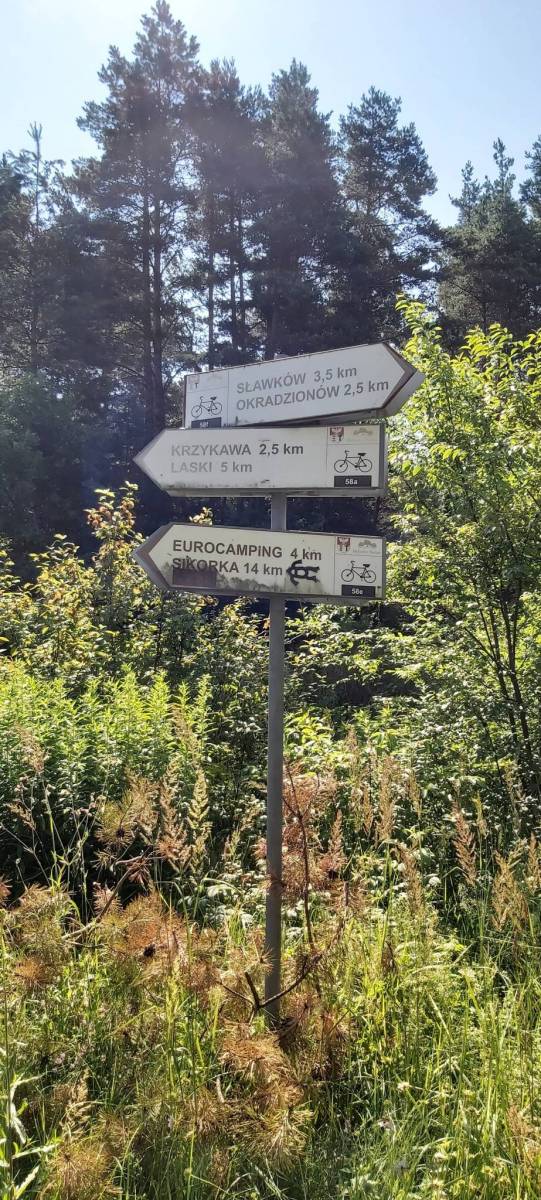 SŁAWKÓW 3,5 km
OKRADZIONÓW 2,5 km
58f
KRZYKAWA 2,5 km
LASKI 5 km
58a
EUROCAMPING 4 km
SIKORKA 14 km
58e